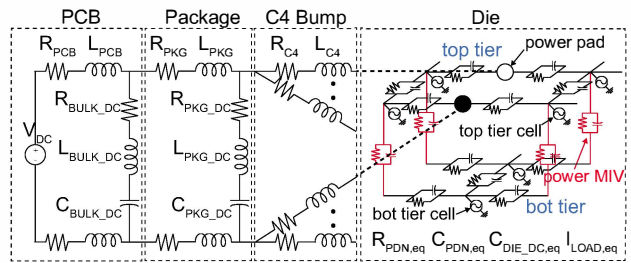 PCB
Package
C4 Bump
Die
R_PCB L_PCB
R_PKG L_PKG
R_C4 L_C4
top tier
power pad
R_BULK_DC
R_PKG_DC
V_DC
L_BULK_DC
L_PKG_DC
top tier cell
power MIV
C_BULK_DC
C_PKG_DC
bot tier cell
bot tier
R_PDN,eq C_PDN,eq C_DIE_DC,eq I_LOAD,eq